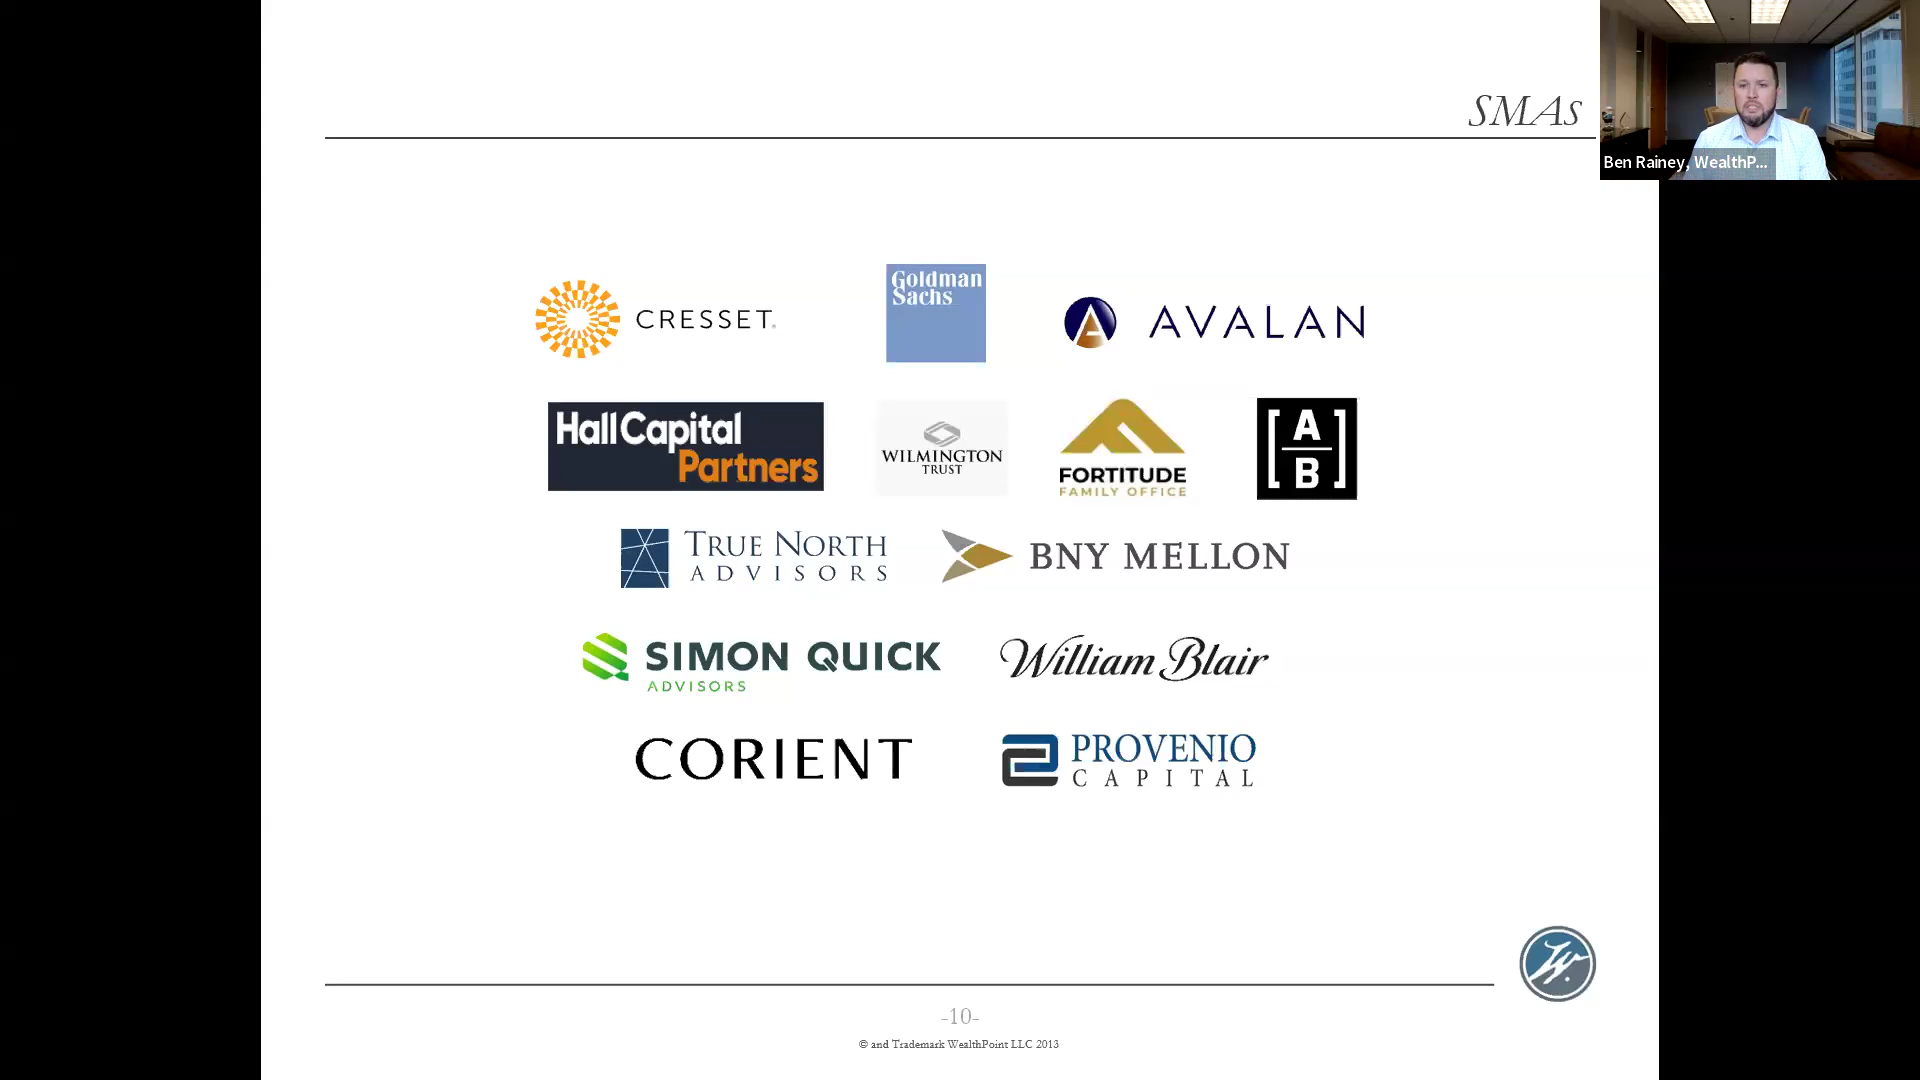 SMAs
Ben Rainey, WealthP...
CRESSET
Goldman
Sachs
AVALAN
HallCapital
Partners
WILMINGTON
TRUST
FORTITUDE
FAMILY OFFICE
[A
B]
TRUE NORTH
ADVISORS
BNY MELLON
SIMON QUICK
ADVISORS
William Blair
CORIENT
PROVENIO
CAPITAL
-10-
© and Trademark WealthPoint LLC 2013